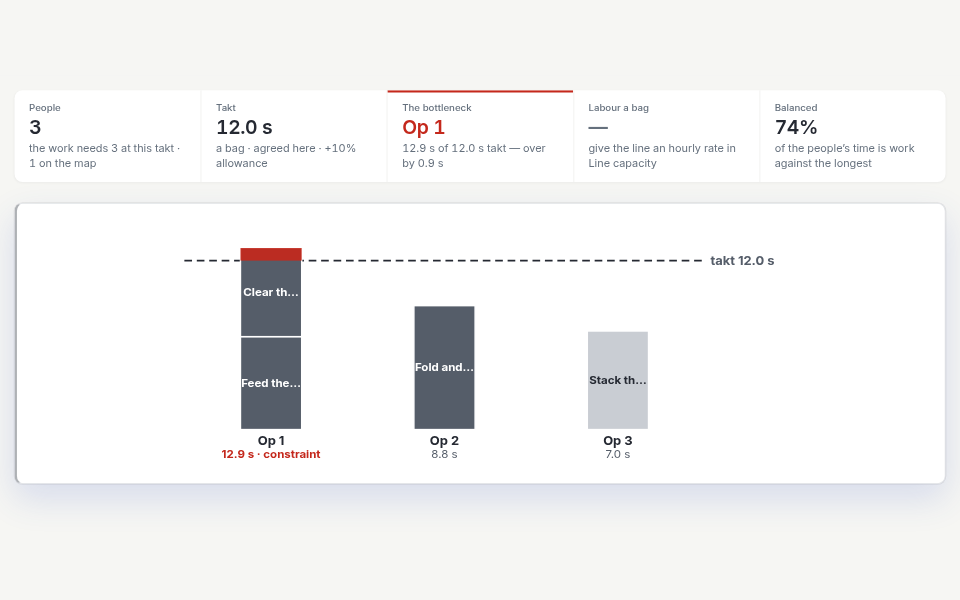 People
3
the work needs 3 at this takt ·
1 on the map
Takt
12.0 s
a bag · agreed here · +10%
allowance
The bottleneck
Op 1
12.9 s of 12.0 s takt — over
by 0.9 s
Labour a bag
—
give the line an hourly rate in
Line capacity
Balanced
74%
of the people’s time is work
against the longest
takt 12.0 s
Clear th…
Feed the…
Fold and…
Stack th…
Op 1
12.9 s · constraint
Op 2
8.8 s
Op 3
7.0 s